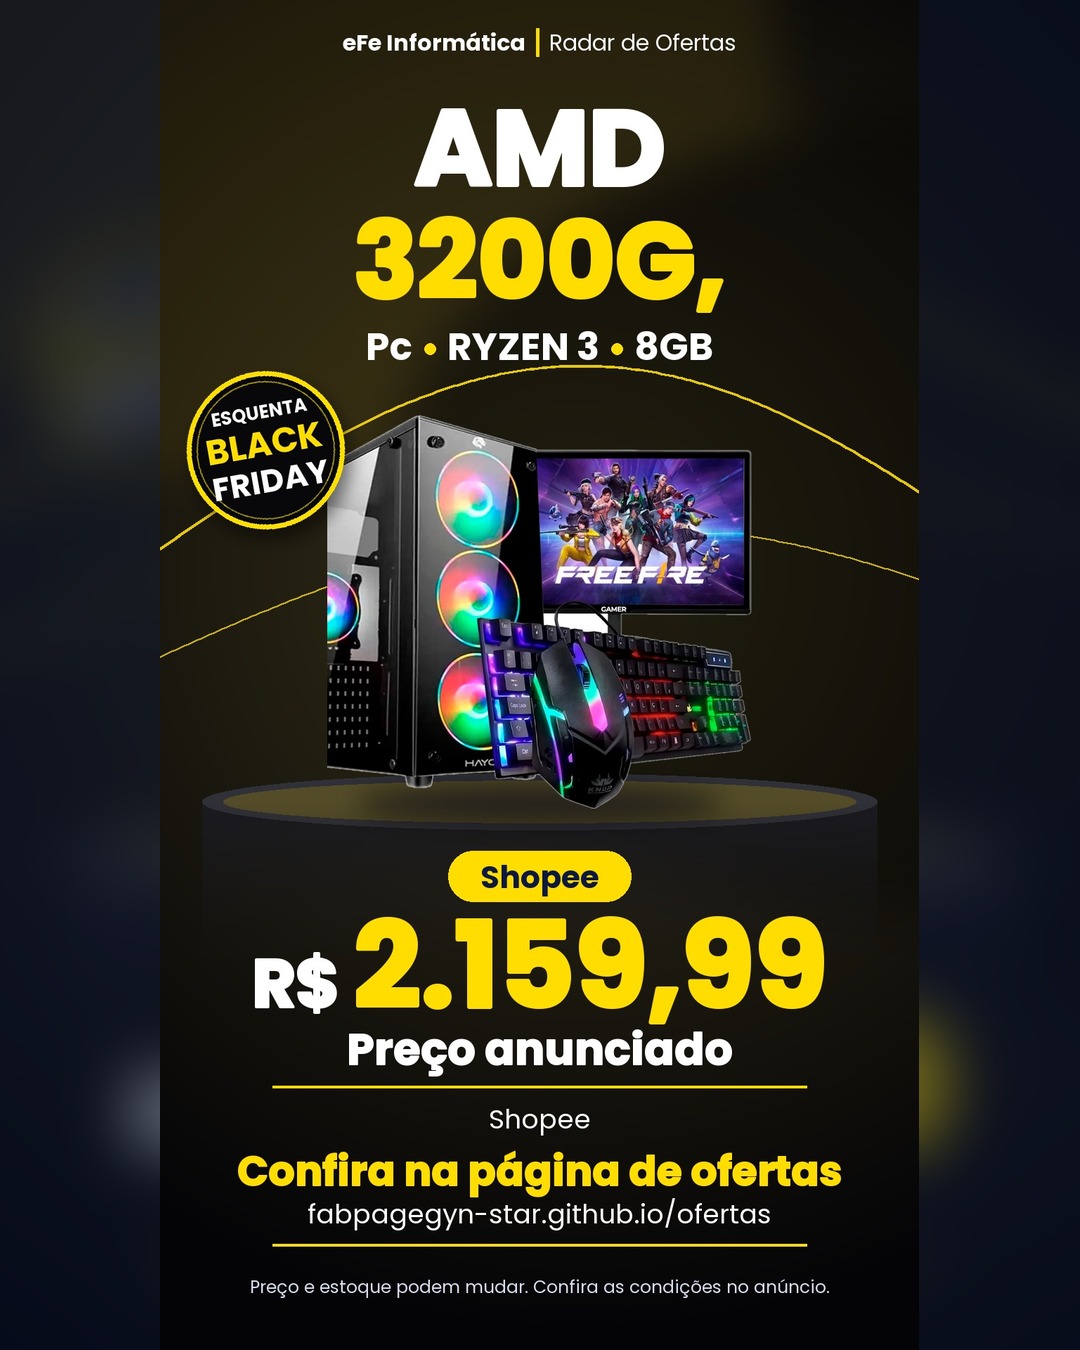 eFe Informática | Radar de Ofertas
AMD
3200G,
Pc • RYZEN 3 • 8GB
ESQUENTA
BLACK
FRIDAY
FREE FIRE
GAMER
Shopee
R$ 2.159,99
Preço anunciado
Shopee
Confira na página de ofertas
fabpagegyn-star.github.io/ofertas
Preço e estoque podem mudar. Confira as condições no anúncio.